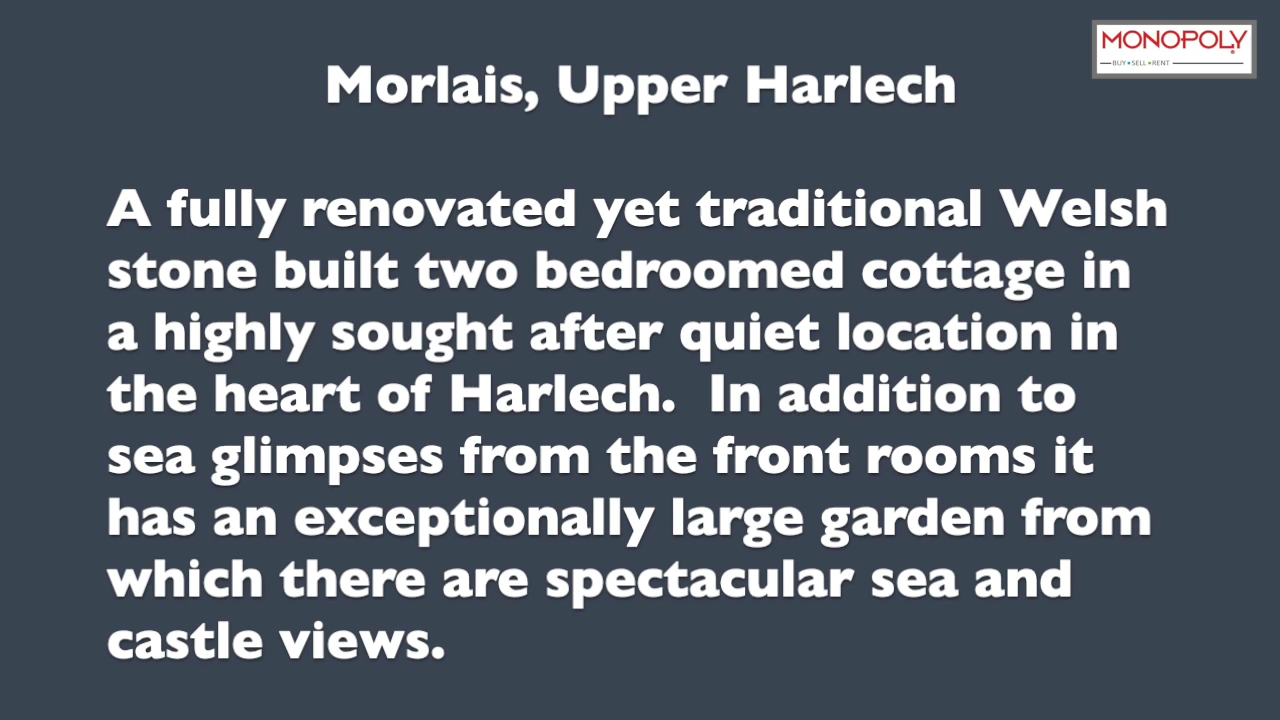 MONOPOLY
BUY•SELL•RENT
Morlais, Upper Harlech
A fully renovated yet traditional Welsh
stone built two bedroomed cottage in
a highly sought after quiet location in
the heart of Harlech.  In addition to
sea glimpses from the front rooms it
has an exceptionally large garden from
which there are spectacular sea and
castle views.